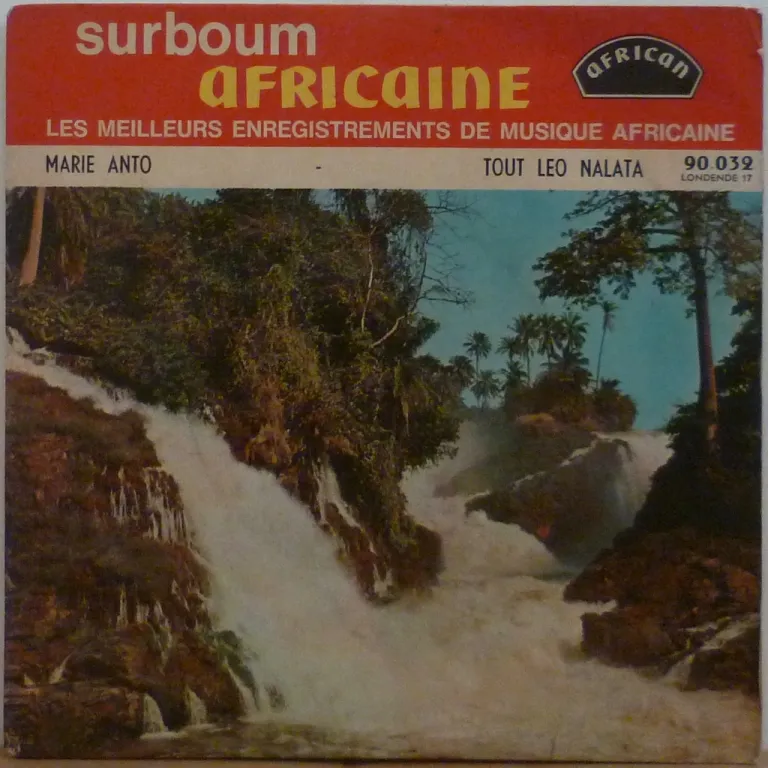 surboum
aFRICaINE
aFRICan
LES MEILLEURS ENREGISTREMENTS DE MUSIQUE AFRICAINE
MARIE ANTO - TOUT LEO NALATA 90.032
LONDENDE 17